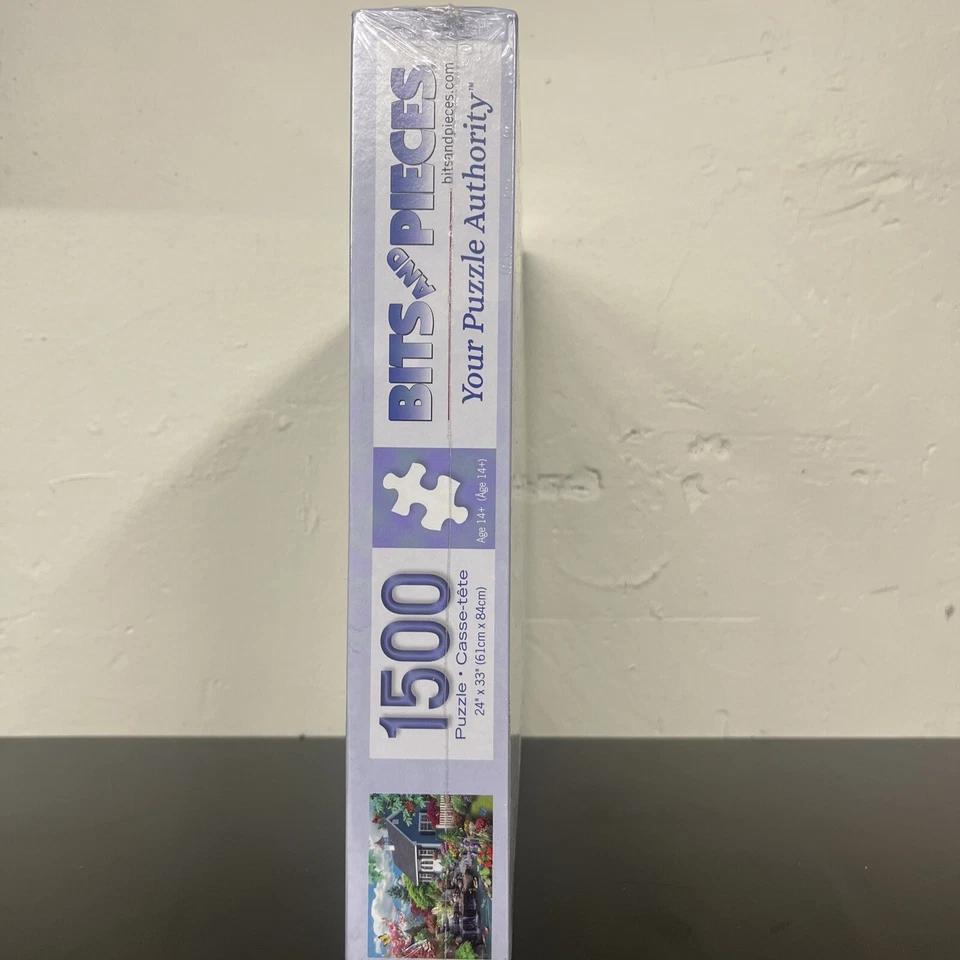 BITS AND PIECES
bitsandpieces.com
Your Puzzle Authority™
Age 14+ (Âge 14+)
1500
Puzzle • Casse-tête
24" x 33" (61cm x 84cm)